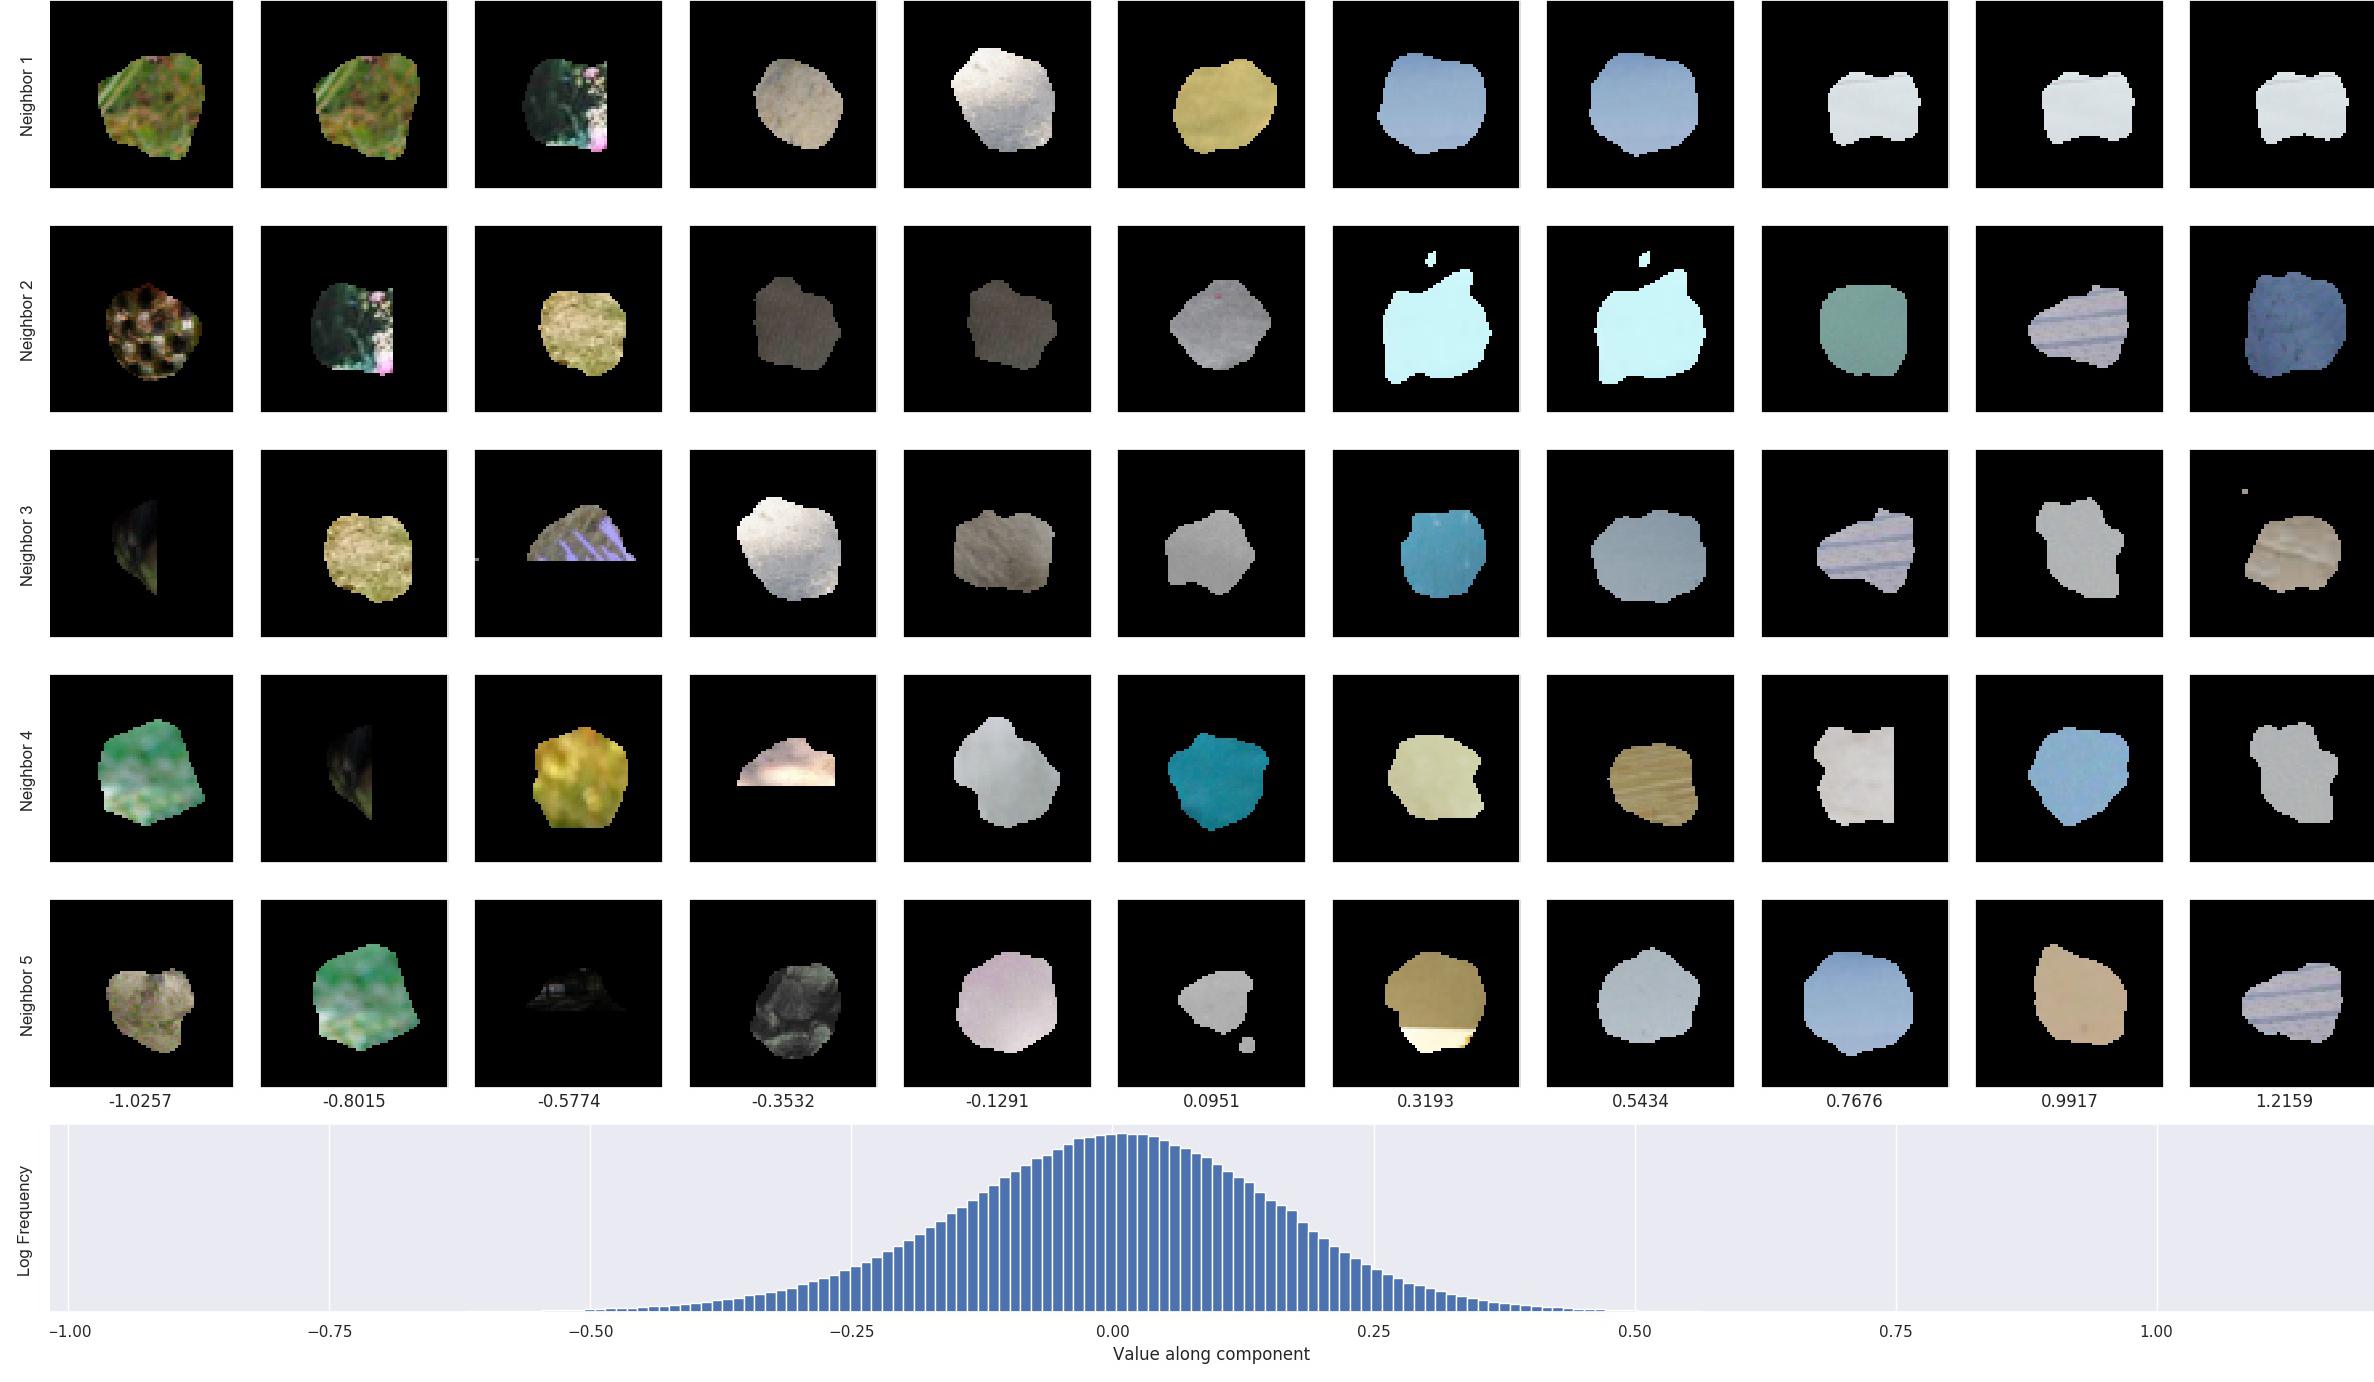 Neighbor 1
Neighbor 2
Neighbor 3
Neighbor 4
Neighbor 5
-1.0257 -0.8015 -0.5774 -0.3532 -0.1291 0.0951 0.3193 0.5434 0.7676 0.9917 1.2159
Log Frequency
−1.00 −0.75 −0.50 −0.25 0.00 0.25 0.50 0.75 1.00
Value along component